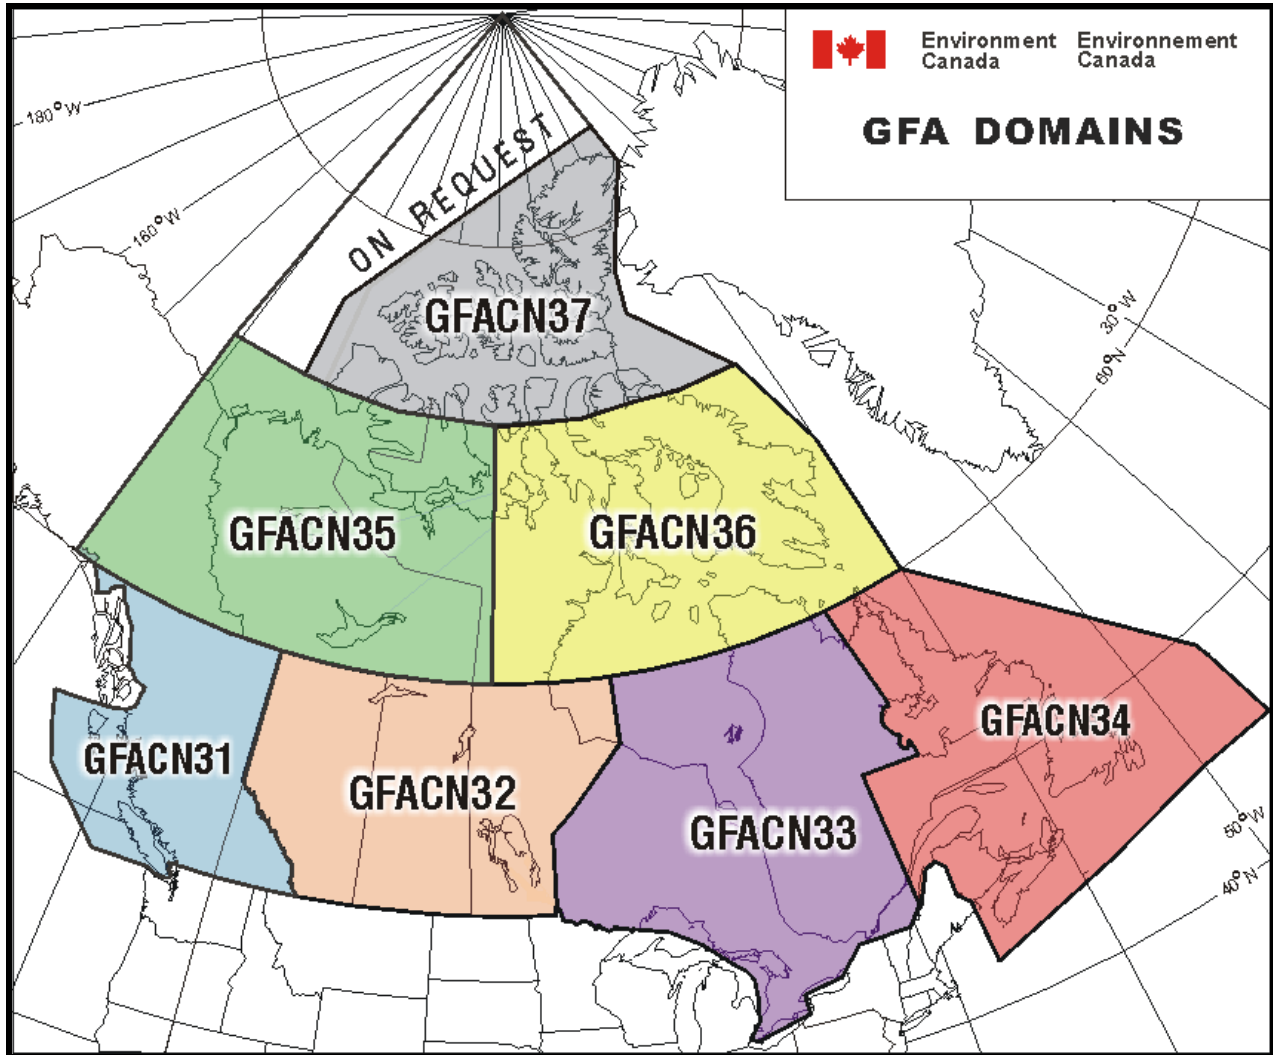 Environment Environnement
Canada Canada
GFA DOMAINS
180°W
160°W
ON REQUEST
GFACN37
30°W
60°N
GFACN35
GFACN36
GFACN34
GFACN31
GFACN32
GFACN33
50°W
40°N